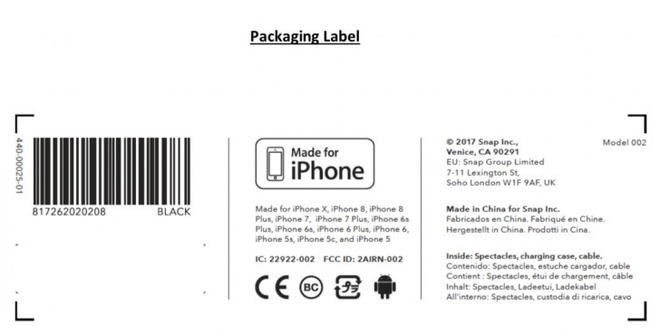 Packaging Label
440-00025-01
817262020208 BLACK
Made for
iPhone
Made for iPhone X, iPhone 8, iPhone 8
Plus, iPhone 7, iPhone 7 Plus, iPhone 6s
Plus, iPhone 6s, iPhone 6 Plus, iPhone 6,
iPhone 5s, iPhone 5c, and iPhone 5
IC: 22922-002 FCC ID: 2AIRN-002
CE BC
© 2017 Snap Inc., Model 002
Venice, CA 90291
EU: Snap Group Limited
7-11 Lexington St,
Soho London W1F 9AF, UK
Made in China for Snap Inc.
Fabricados en China. Fabriqué en Chine.
Hergestellt in China. Prodotti in Cina.
Inside: Spectacles, charging case, cable.
Contenido: Spectacles, estuche cargador, cable
Contient : Spectacles, étui de chargement, câble
Inhalt: Spectacles, Ladeetui, Ladekabel
All'interno: Spectacles, custodia di ricarica, cavo